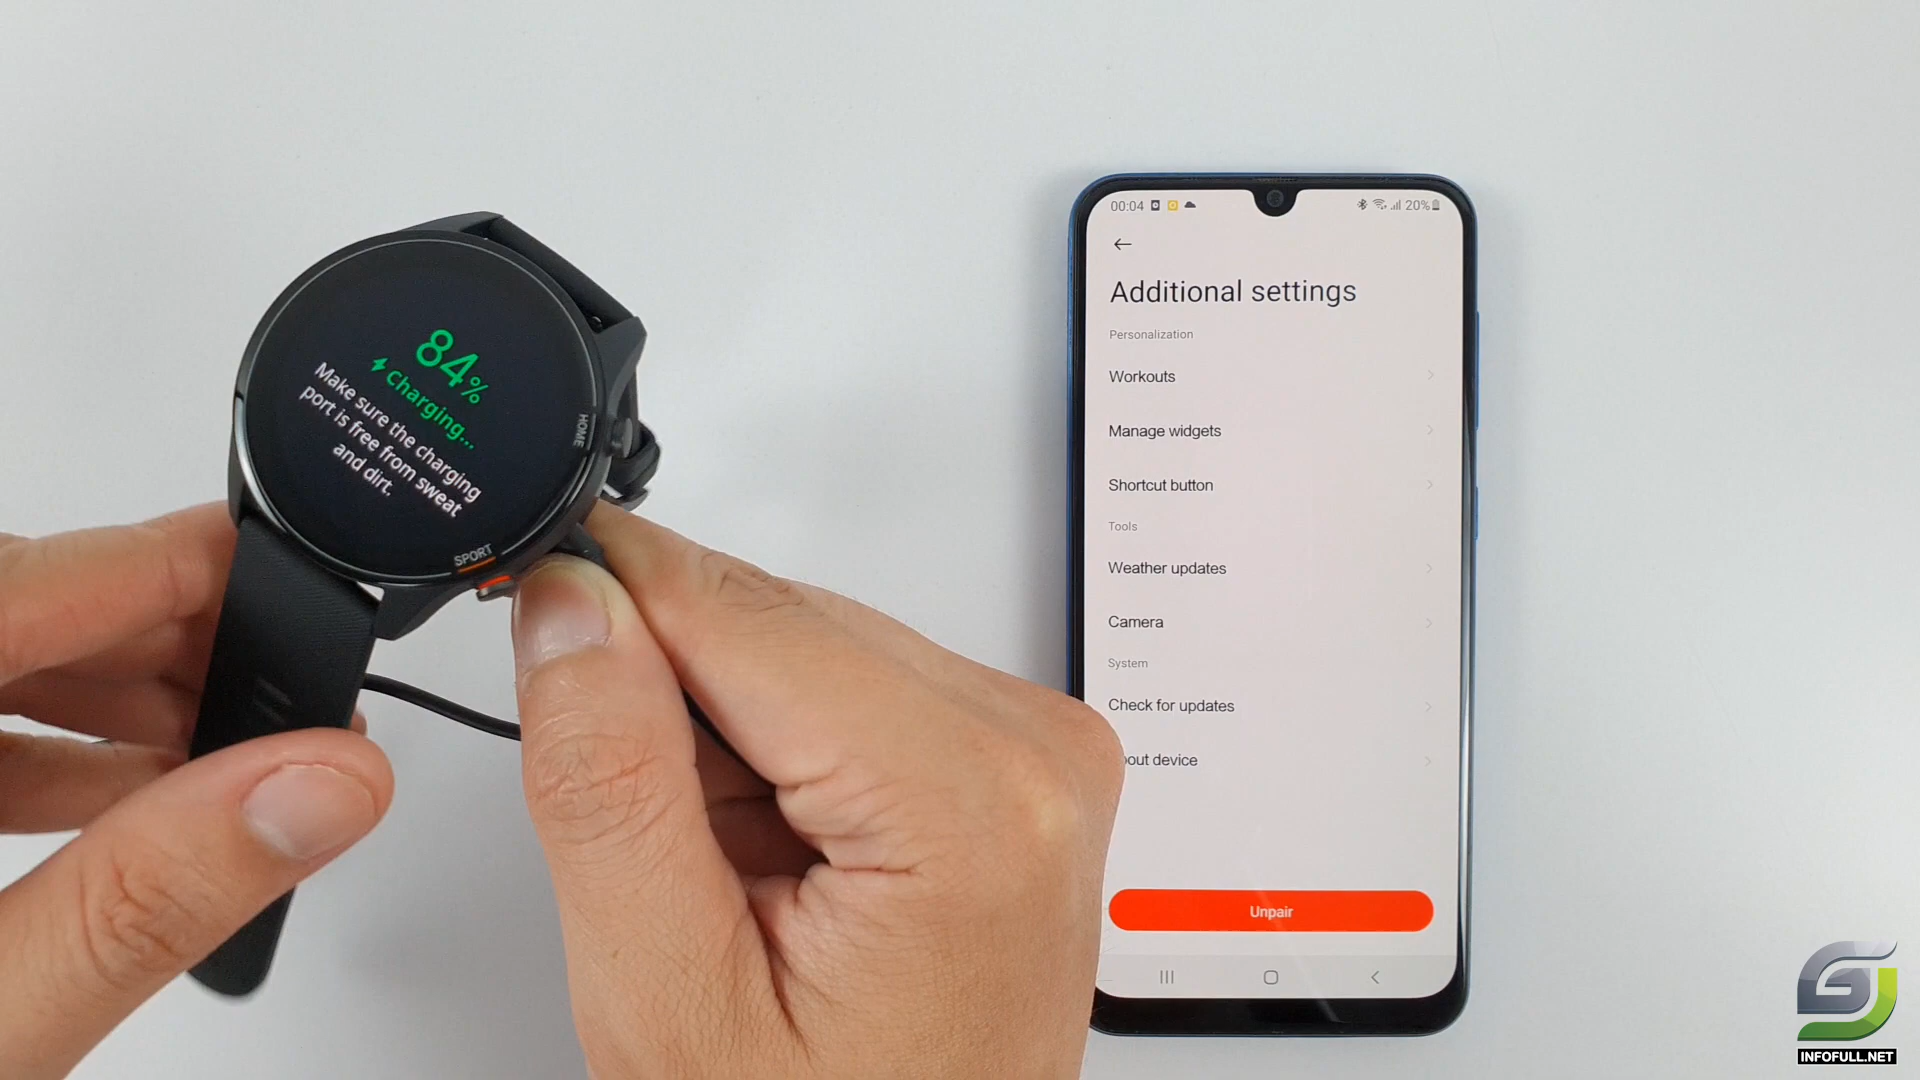 84%
Charging...
Make sure the charging
port is free from sweat
and dirt.
HOME
SPORT
00:04
20%
Additional settings
Personalization
Workouts
Manage widgets
Shortcut button
Tools
Weather updates
Camera
System
Check for updates
out device
Unpair
INFOFULL.NET